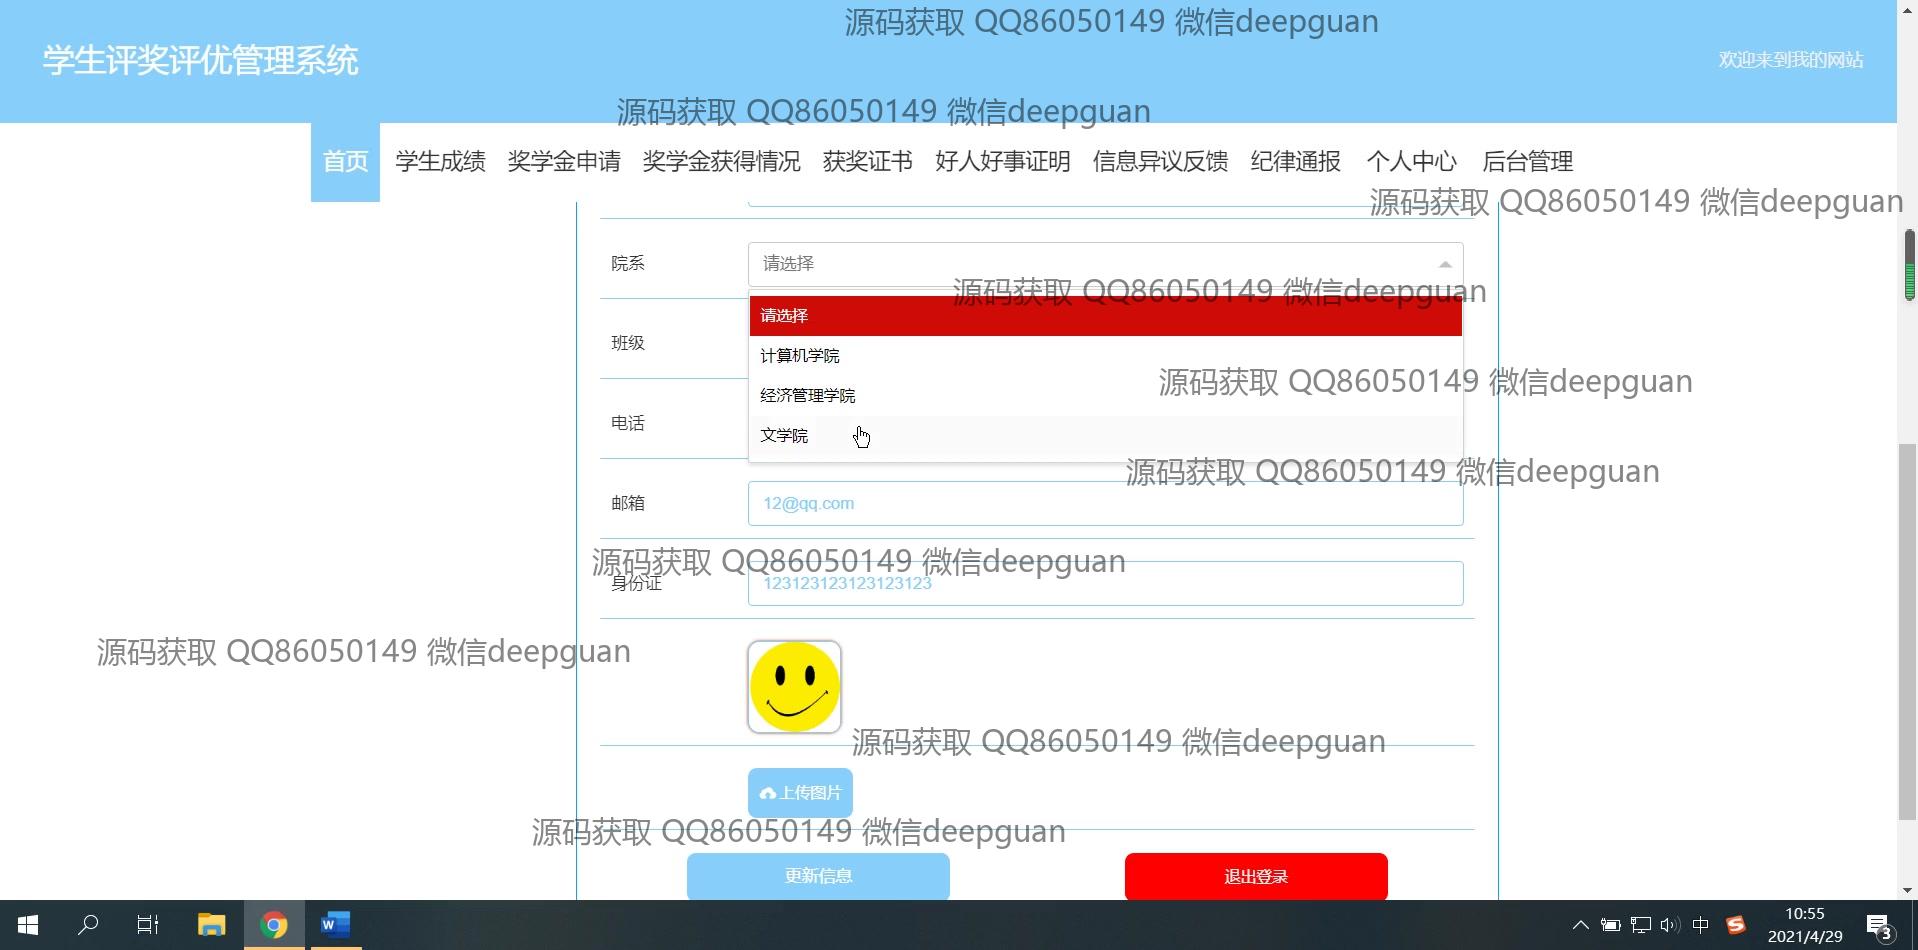 源码获取 QQ86050149 微信deepguan
学生评奖评优管理系统
欢迎来到我的网站
源码获取 QQ86050149 微信deepguan
首页 学生成绩 奖学金申请 奖学金获得情况 获奖证书 好人好事证明 信息异议反馈 纪律通报 个人中心 后台管理
源码获取 QQ86050149 微信deepguan
院系 请选择
源码获取 QQ86050149 微信deepguan
请选择
班级
计算机学院
源码获取 QQ86050149 微信deepguan
经济管理学院
电话
文学院
源码获取 QQ86050149 微信deepguan
邮箱 12@qq.com
源码获取 QQ86050149 微信deepguan
身份证 123123123123123123
源码获取 QQ86050149 微信deepguan
源码获取 QQ86050149 微信deepguan
上传图片
源码获取 QQ86050149 微信deepguan
更新信息 退出登录
中
10:55
2021/4/29
3